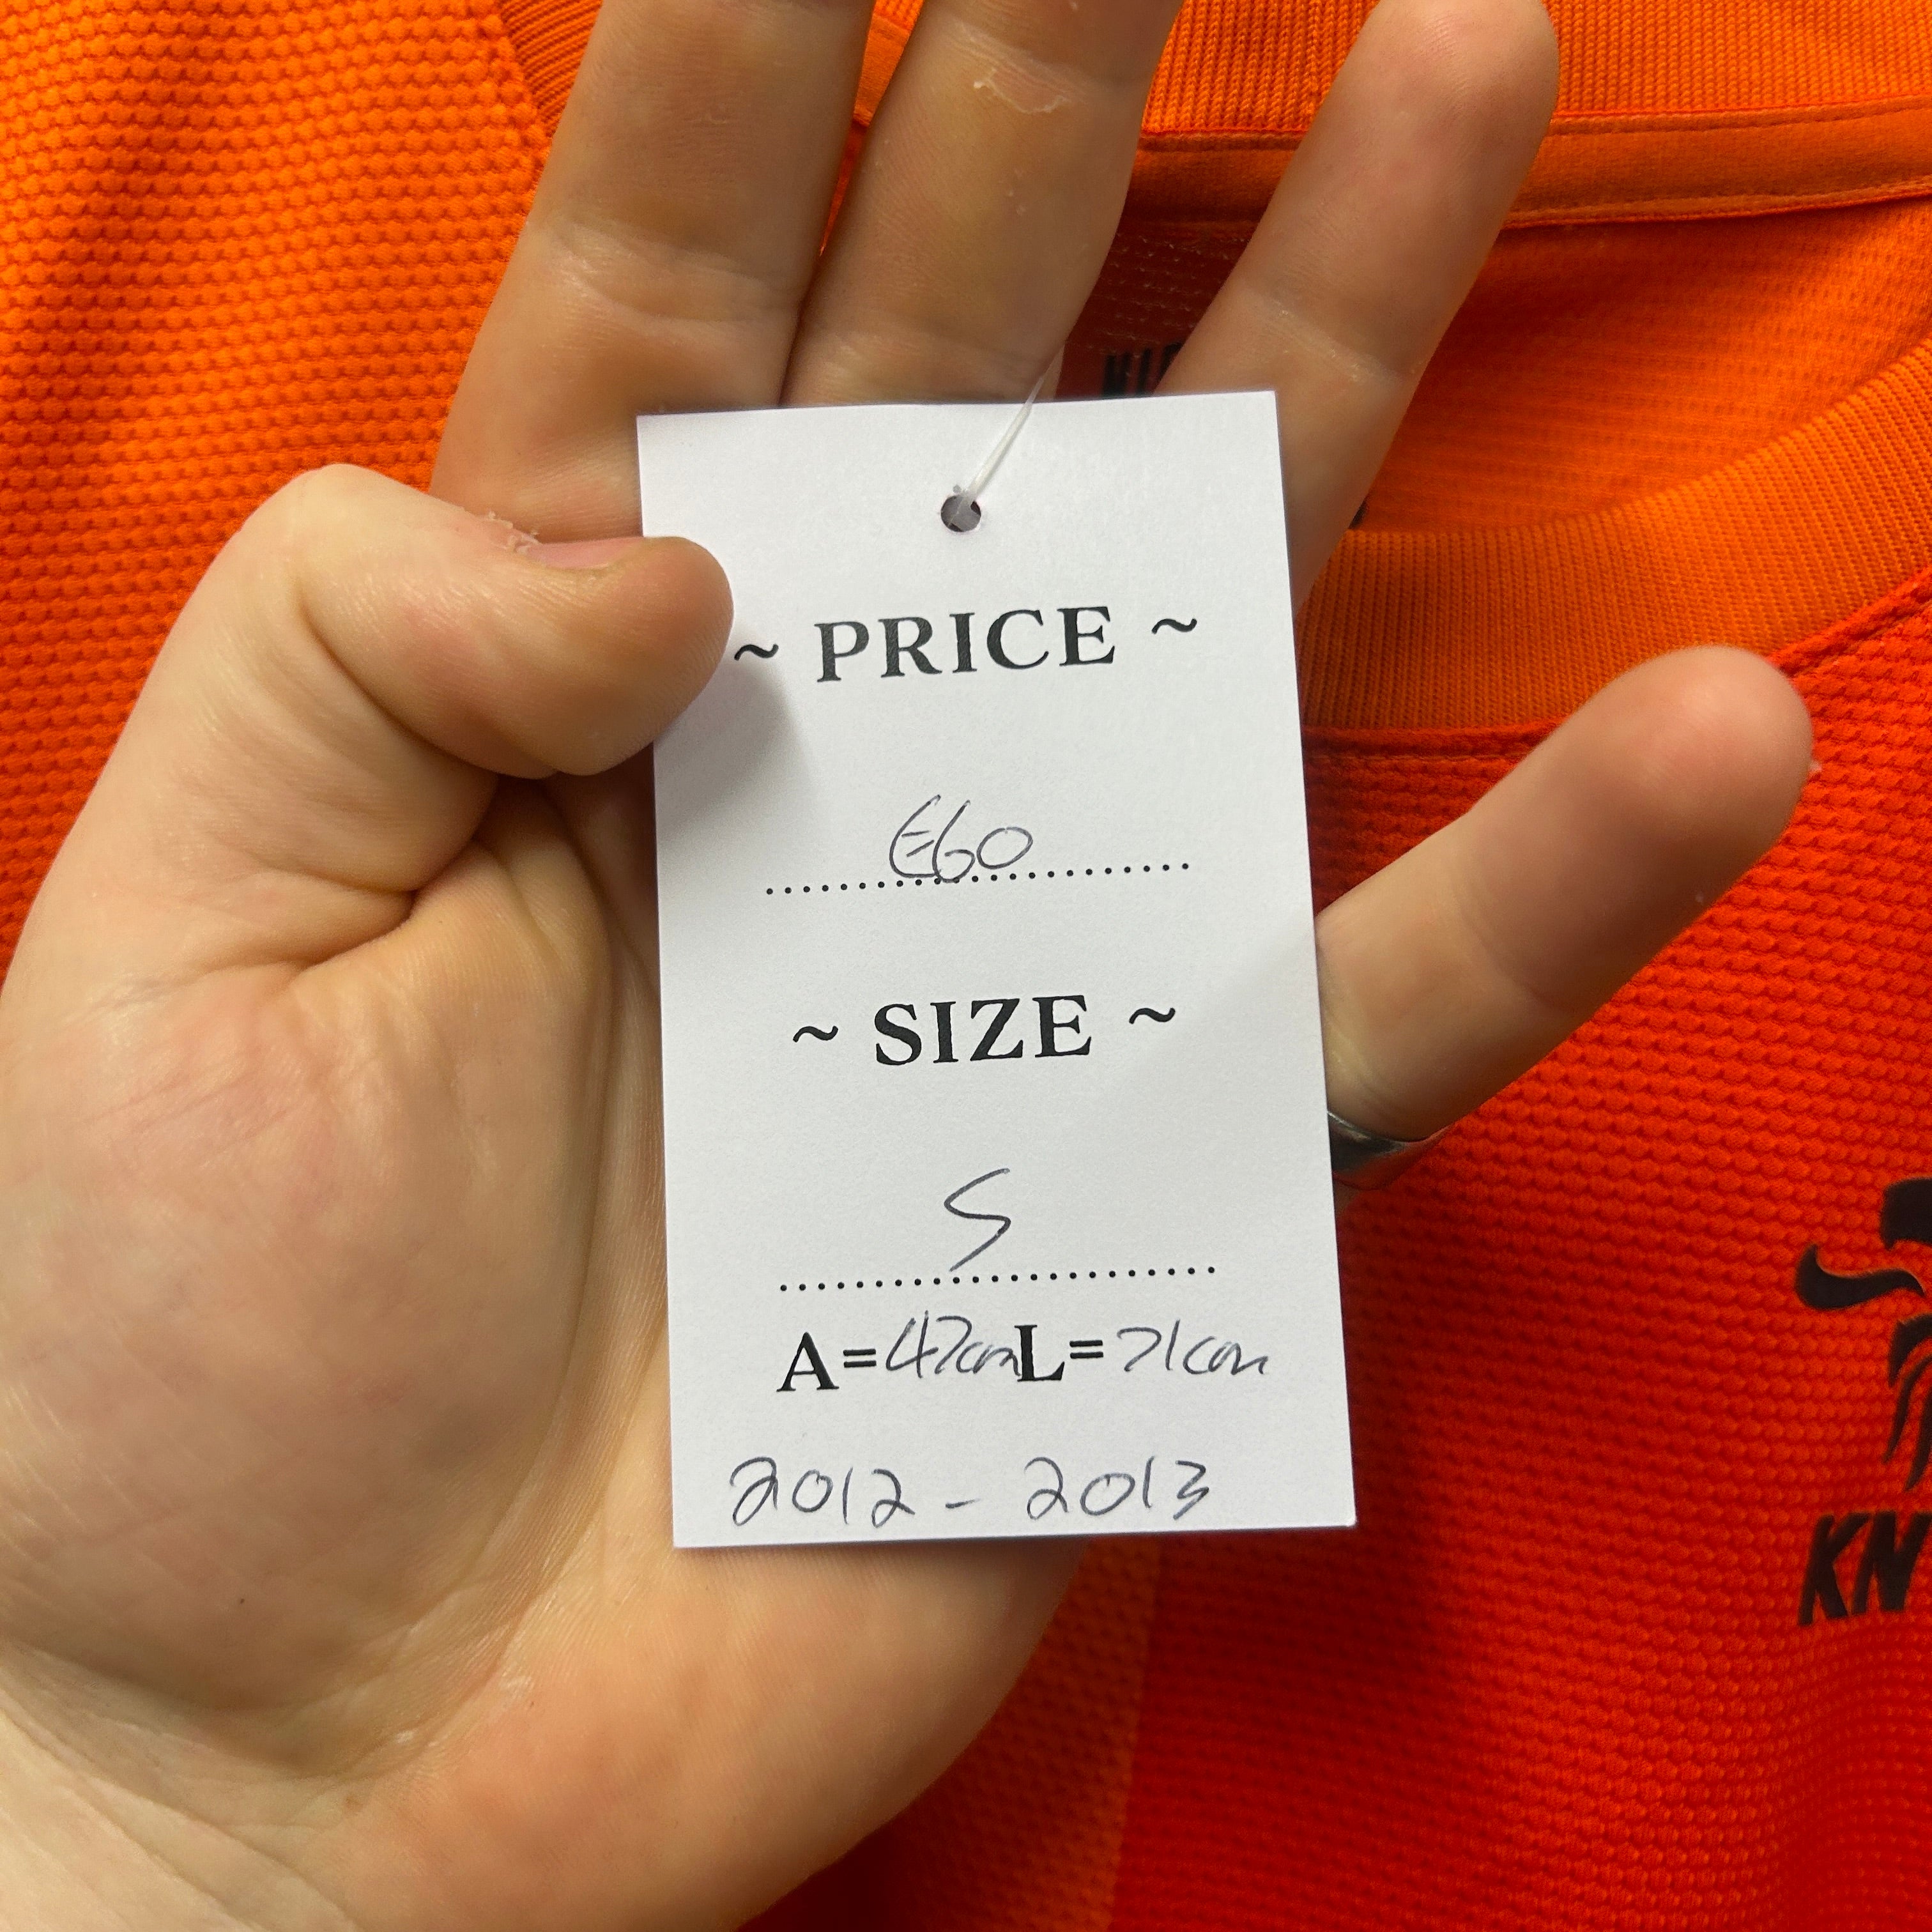 ~ PRICE ~
€60
~ SIZE ~
S
A=47cm L=71cm
2012 - 2013
KN